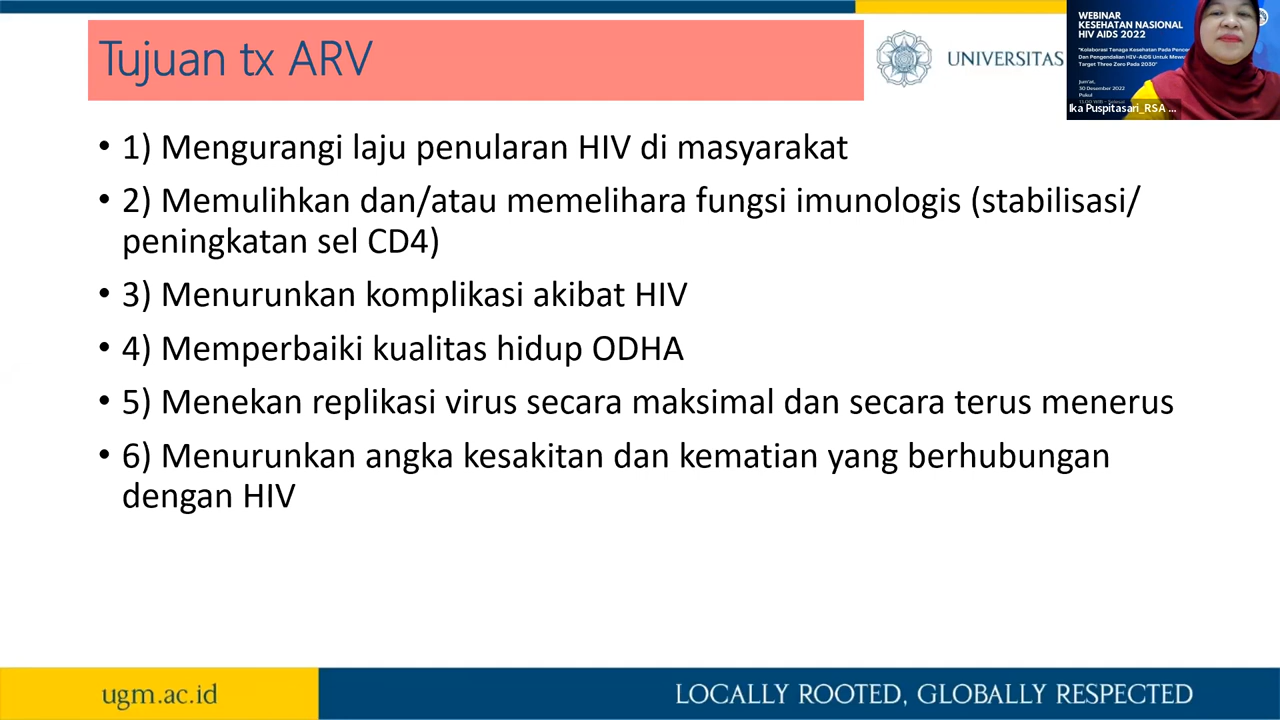 Tujuan tx ARV
UNIVERSITAS
WEBINAR
KESEHATAN NASIONAL
HIV AIDS 2022
"Kolaborasi Tenaga Kesehatan Pada
Dan Pengendalian HIV-AIDS Untuk
Target Three Zero Pada 2030"
Jum'at,
30 Desember 2022
Pukul
Ika Puspitasari_RSA ...
• 1) Mengurangi laju penularan HIV di masyarakat
• 2) Memulihkan dan/atau memelihara fungsi imunologis (stabilisasi/
peningkatan sel CD4)
• 3) Menurunkan komplikasi akibat HIV
• 4) Memperbaiki kualitas hidup ODHA
• 5) Menekan replikasi virus secara maksimal dan secara terus menerus
• 6) Menurunkan angka kesakitan dan kematian yang berhubungan
dengan HIV
ugm.ac.id
LOCALLY ROOTED, GLOBALLY RESPECTED